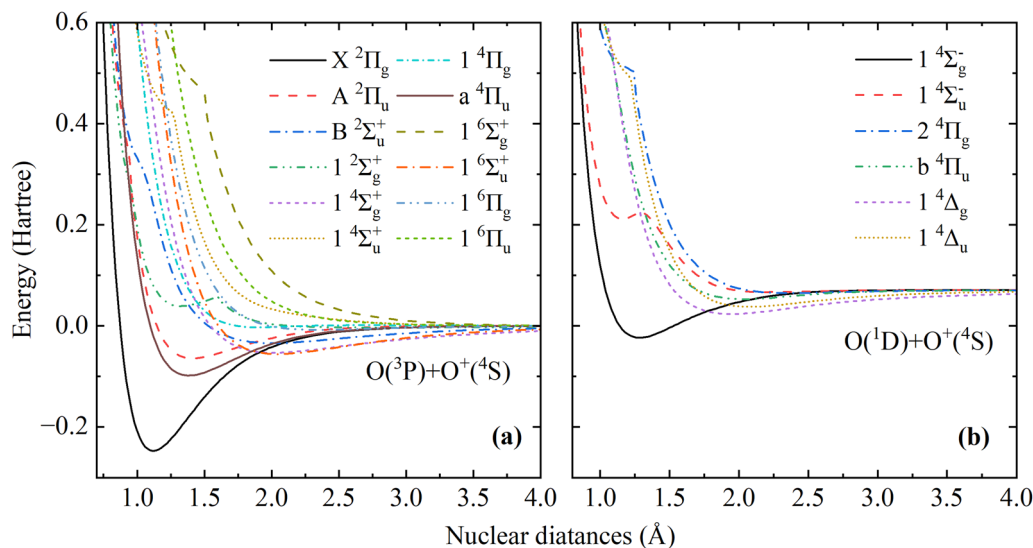 0.6
0.4
0.2
0.0
−0.2
Energy (Hartree)
X ²Πg
A ²Πu
B ²Σu⁺
1 ²Σg⁺
1 ⁴Σg⁺
1 ⁴Σu⁺
1 ⁴Πg
a ⁴Πu
1 ⁶Σg⁺
1 ⁶Σu⁺
1 ⁶Πg
1 ⁶Πu
O(³P)+O⁺(⁴S)
(a)
1.0 1.5 2.0 2.5 3.0 3.5 4.0
1 ⁴Σg⁻
1 ⁴Σu⁻
2 ⁴Πg
b ⁴Πu
1 ⁴Δg
1 ⁴Δu
O(¹D)+O⁺(⁴S)
(b)
1.0 1.5 2.0 2.5 3.0 3.5 4.0
Nuclear diatances (Å)